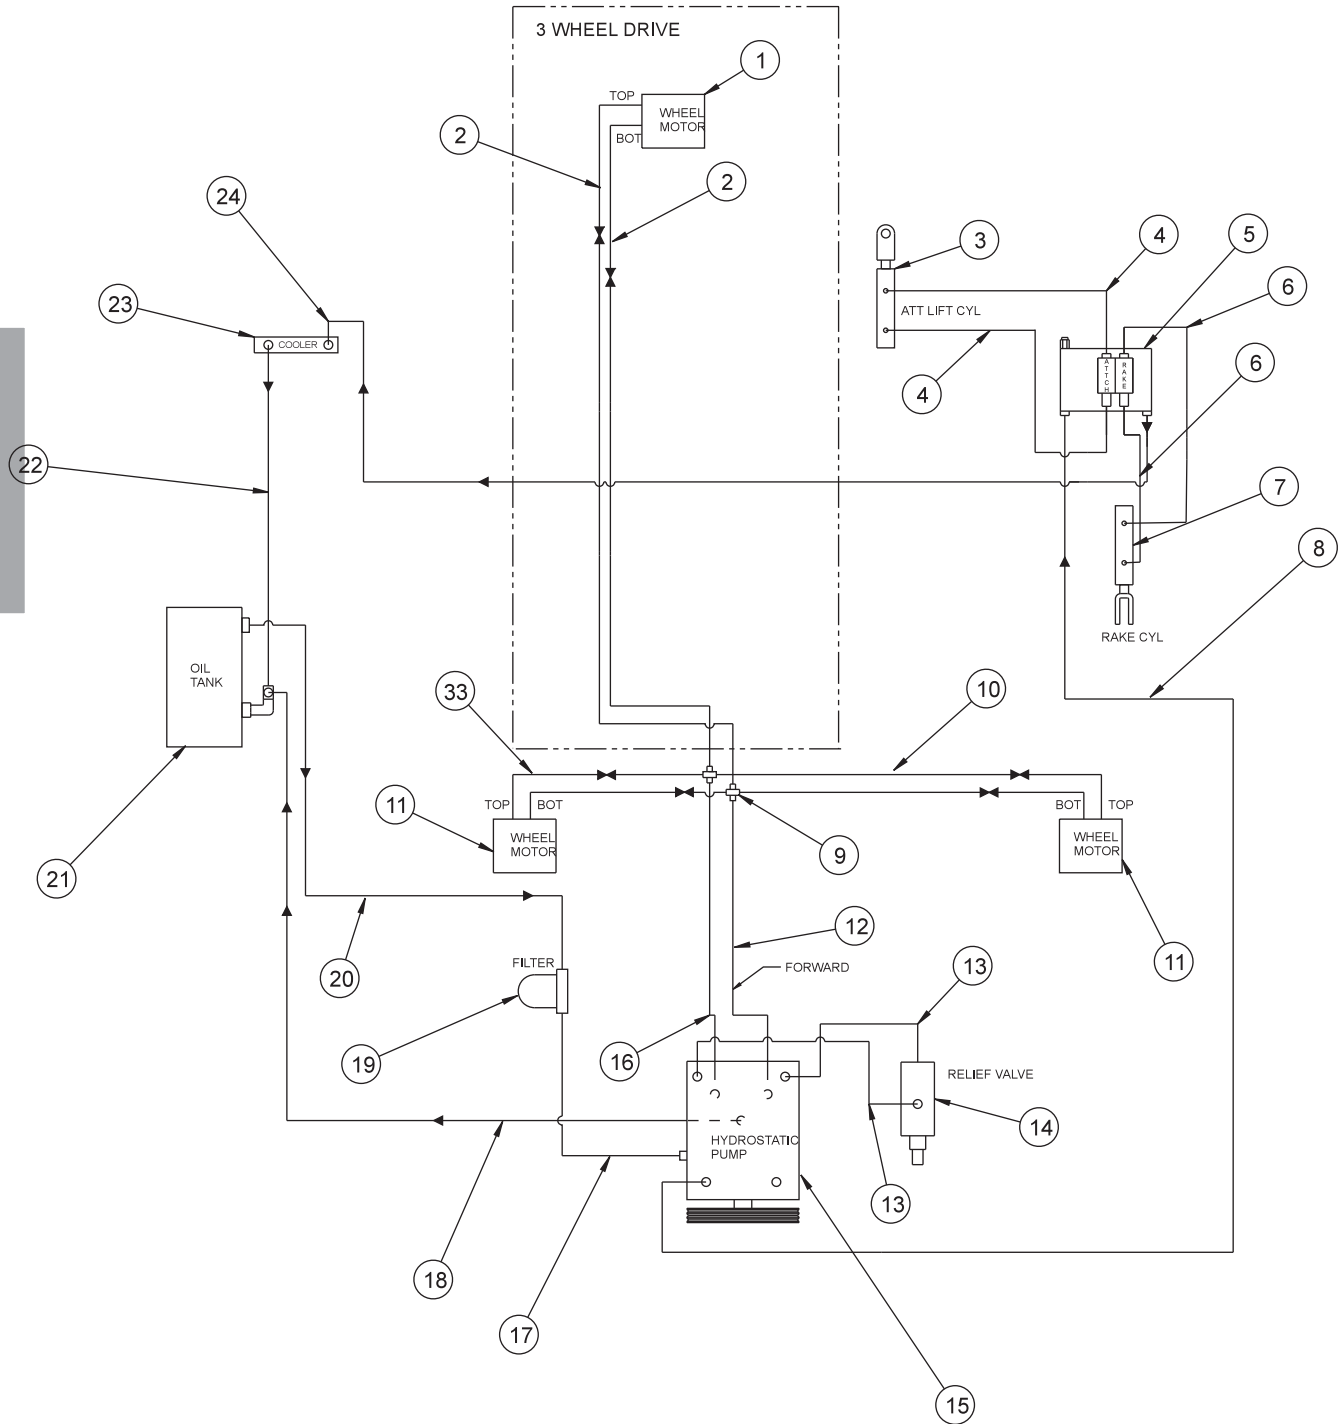 3 WHEEL DRIVE
1
TOP
WHEEL
MOTOR
BOT
2
2
24
3
4
5
6
23
COOLER
ATT LIFT CYL
ATTCH
RAKE
4
6
22
7
8
RAKE CYL
OIL
TANK
33
10
21
11
TOP
BOT
WHEEL
MOTOR
9
BOT
TOP
WHEEL
MOTOR
11
12
FORWARD
13
20
FILTER
19
16
RELIEF VALVE
14
HYDROSTATIC
PUMP
13
18
17
15